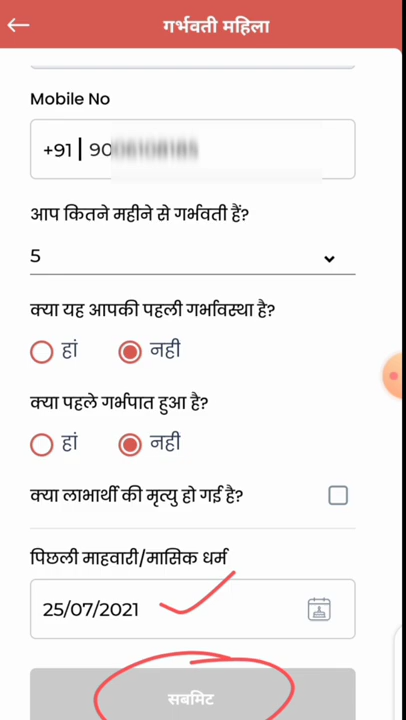 गर्भवती महिला
Mobile No
+91 90
आप कितने महीने से गर्भवती हैं?
5
क्या यह आपकी पहली गर्भावस्था है?
हां नही
क्या पहले गर्भपात हुआ है?
हां नही
क्या लाभार्थी की मृत्यु हो गई है?
पिछली माहवारी/मासिक धर्म
25/07/2021
सबमिट